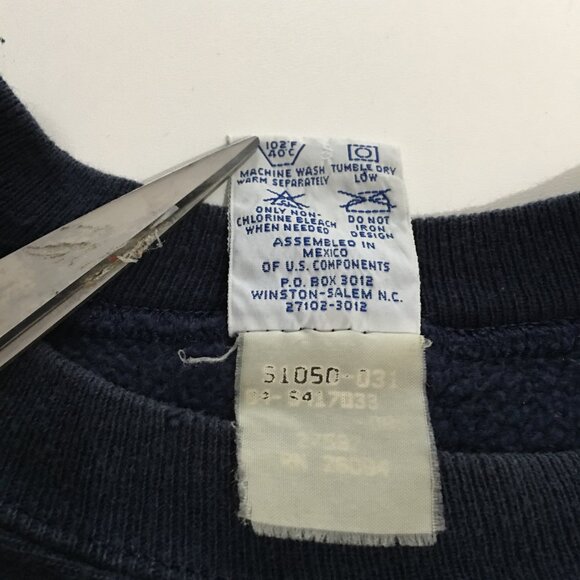 102°F
40°C
MACHINE WASH
WARM SEPARATELY
TUMBLE DRY
LOW
ONLY NON-
CHLORINE BLEACH
WHEN NEEDED
DO NOT
IRON
DESIGN
ASSEMBLED IN
MEXICO
OF U.S. COMPONENTS
P.O. BOX 3012
WINSTON-SALEM N.C.
27102-3012
S1050-031